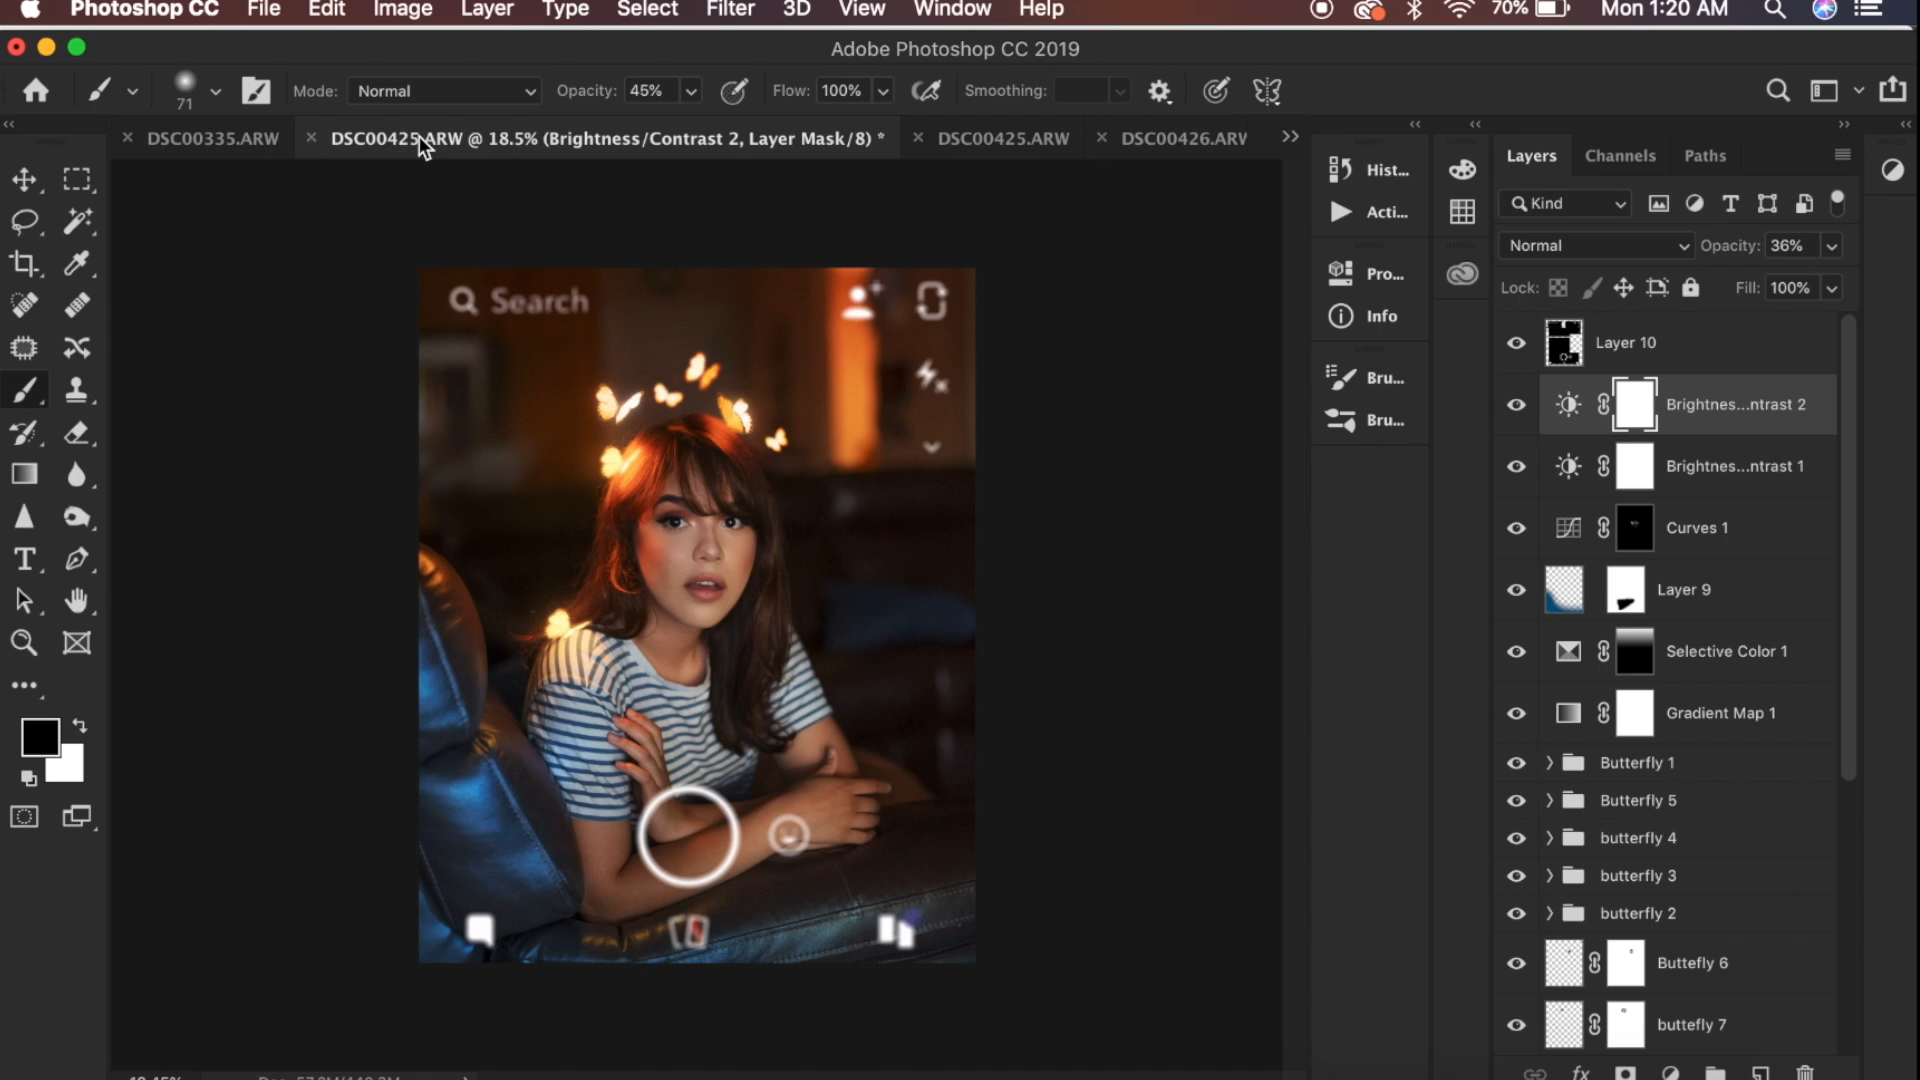 Photoshop CC File Edit Image Layer Type Select Filter 3D View Window Help 70% Mon 1:20 AM
Adobe Photoshop CC 2019
71 Mode: Normal Opacity: 45% Flow: 100% Smoothing:
DSC00335.ARW DSC00425.ARW @ 18.5% (Brightness/Contrast 2, Layer Mask/8) * DSC00425.ARW DSC00426.ARW
Layers Channels Paths
Hist...
Acti...
Pro...
Info
Bru...
Bru...
Kind
Normal Opacity: 36%
Lock: Fill: 100%
Search
Layer 10
Brightnes...ntrast 2
Brightnes...ntrast 1
Curves 1
Layer 9
Selective Color 1
Gradient Map 1
Butterfly 1
Butterfly 5
butterfly 4
butterfly 3
butterfly 2
Buttefly 6
buttefly 7
fx